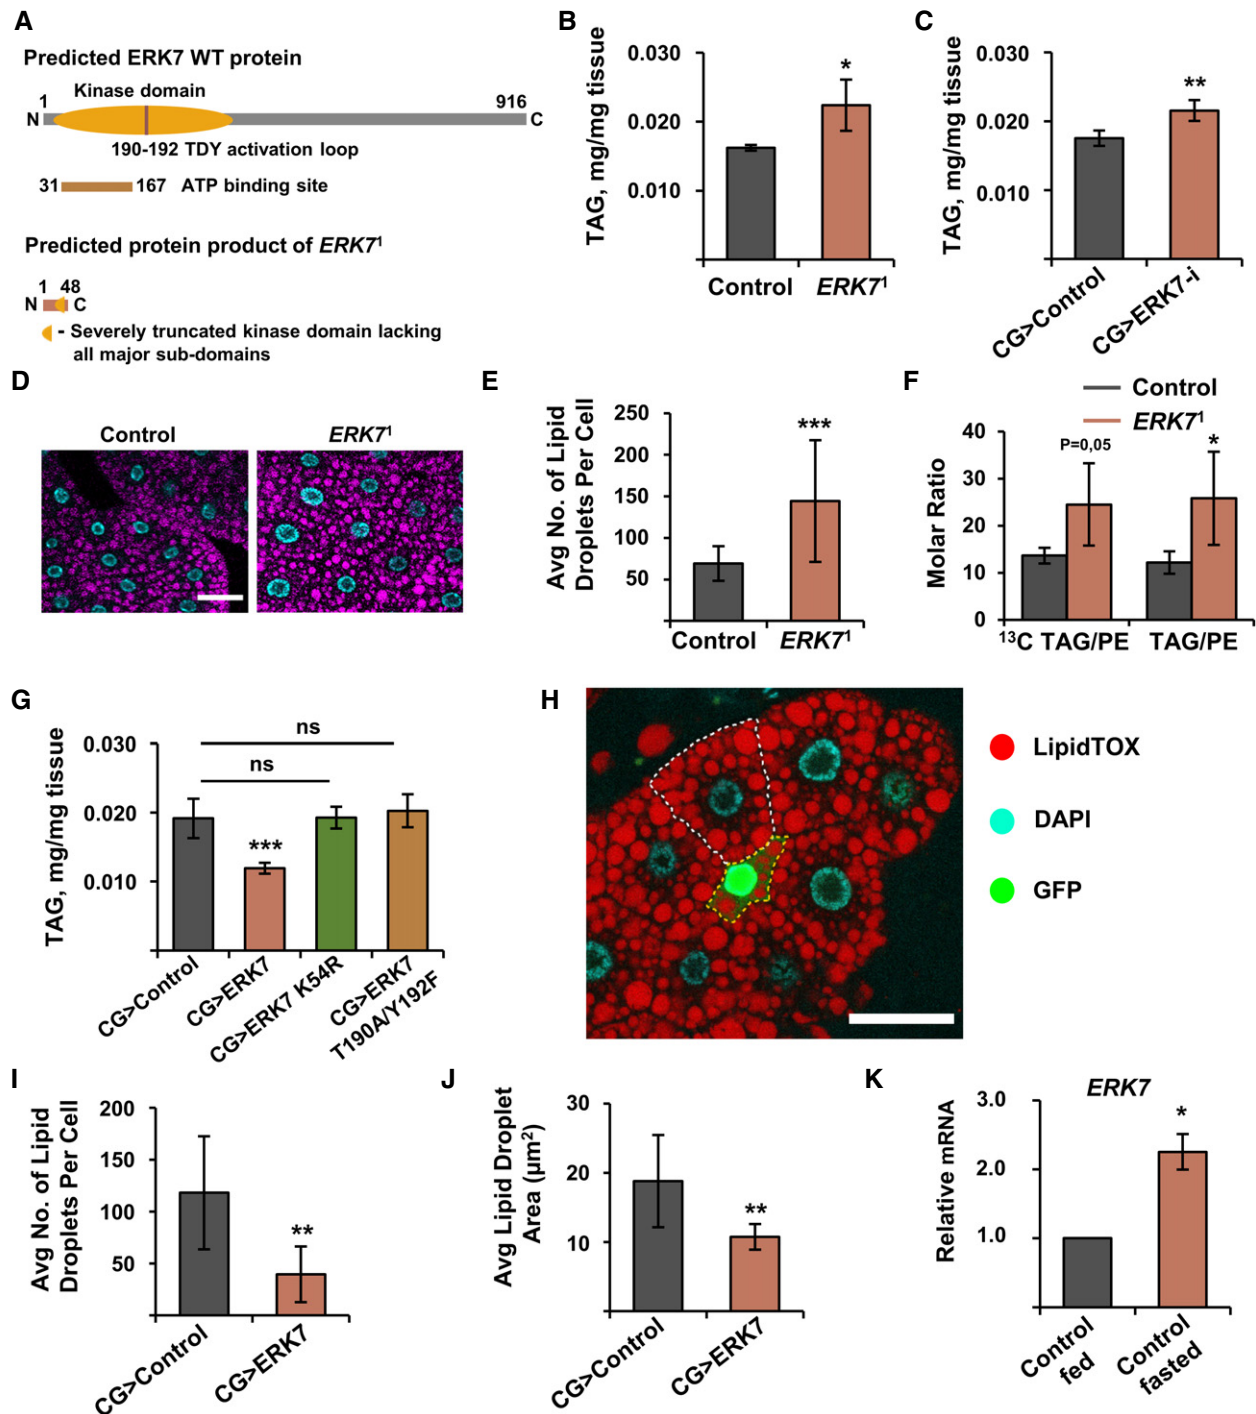 A
Predicted ERK7 WT protein
Kinase domain
1
916
N
C
190-192 TDY activation loop
31
167 ATP binding site
Predicted protein product of ERK7¹
1 48
N
C
- Severely truncated kinase domain lacking
all major sub-domains
B
TAG, mg/mg tissue
0.030
0.020
0.010
*
Control
ERK7¹
C
TAG, mg/mg tissue
0.030
0.020
0.010
**
CG>Control
CG>ERK7-i
D
Control
ERK7¹
E
Avg No. of Lipid
Droplets Per Cell
250
200
150
100
50
***
Control
ERK7¹
F
Control
ERK7¹
Molar Ratio
40
30
20
10
0
P=0,05
*
¹³C TAG/PE
TAG/PE
G
TAG, mg/mg tissue
0.030
0.020
0.010
ns
ns
***
CG>Control
CG>ERK7
CG>ERK7 K54R
CG>ERK7
T190A/Y192F
H
LipidTOX
DAPI
GFP
I
Avg No. of Lipid
Droplets Per Cell
200
150
100
50
**
CG>Control
CG>ERK7
J
Avg Lipid Droplet
Area (µm²)
30
20
10
**
CG>Control
CG>ERK7
K
ERK7
Relative mRNA
3.0
2.0
1.0
*
Control
fed
Control
fasted